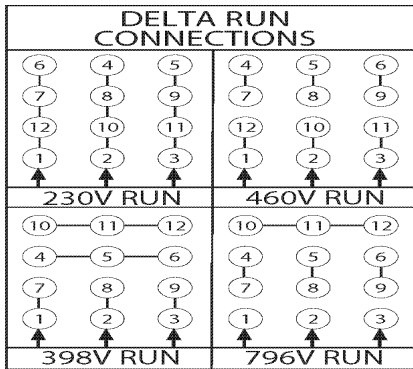 DELTA RUN
CONNECTIONS
6 4 5
7 8 9
12 10 11
1 2 3
230V RUN
4 5 6
7 8 9
12 10 11
1 2 3
460V RUN
10 11 12
4 5 6
7 8 9
1 2 3
398V RUN
10 11 12
4 5 6
7 8 9
1 2 3
796V RUN